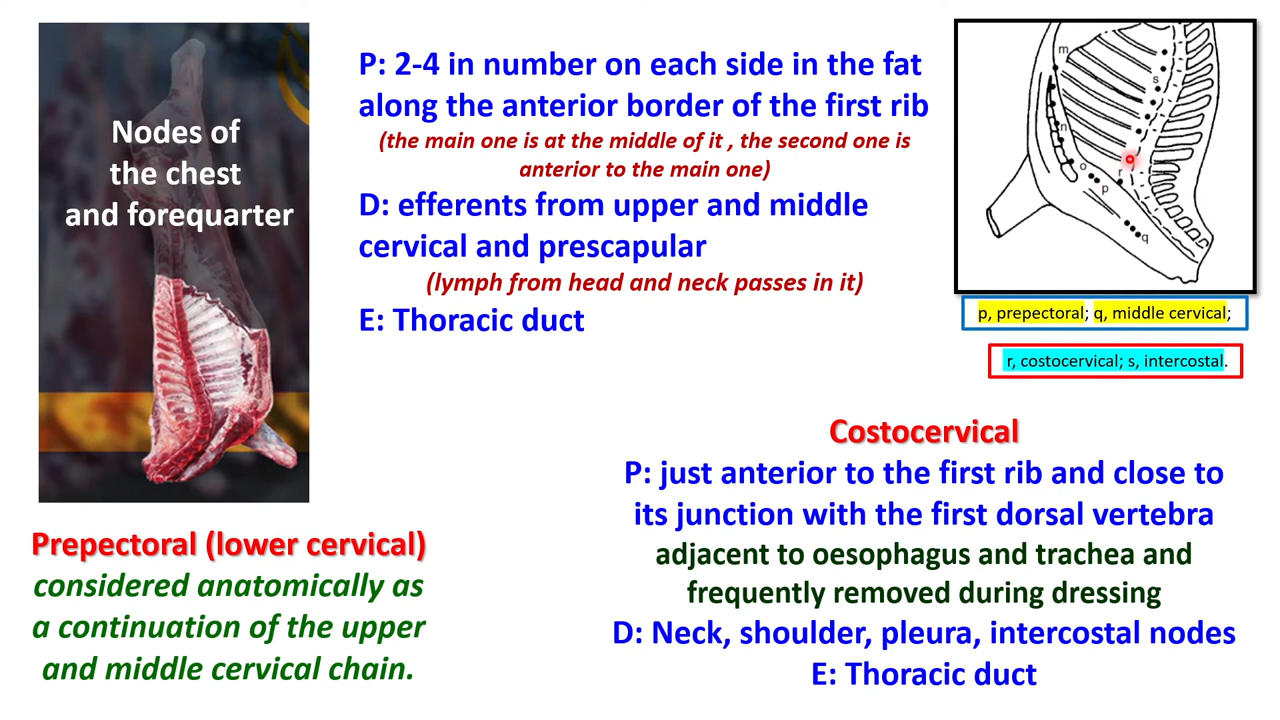 Nodes of
the chest
and forequarter
P: 2-4 in number on each side in the fat
along the anterior border of the first rib
(the main one is at the middle of it , the second one is
anterior to the main one)
D: efferents from upper and middle
cervical and prescapular
(lymph from head and neck passes in it)
E: Thoracic duct
m
s
n
o
r
p
q
p, prepectoral; q, middle cervical;
r, costocervical; s, intercostal.
Prepectoral (lower cervical)
considered anatomically as
a continuation of the upper
and middle cervical chain.
Costocervical
P: just anterior to the first rib and close to
its junction with the first dorsal vertebra
adjacent to oesophagus and trachea and
frequently removed during dressing
D: Neck, shoulder, pleura, intercostal nodes
E: Thoracic duct